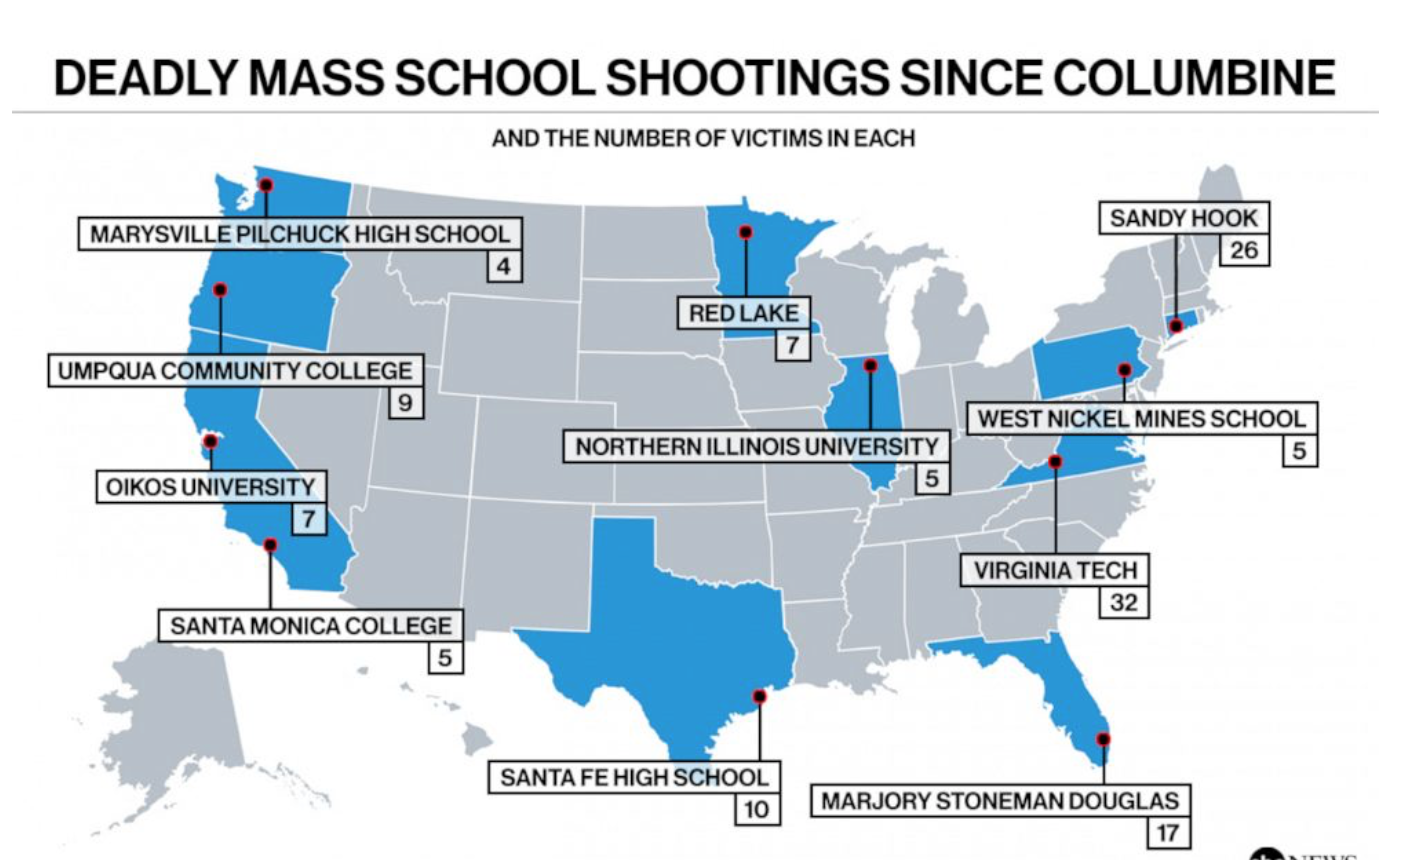 DEADLY MASS SCHOOL SHOOTINGS SINCE COLUMBINE
AND THE NUMBER OF VICTIMS IN EACH
MARYSVILLE PILCHUCK HIGH SCHOOL
4
UMPQUA COMMUNITY COLLEGE
9
OIKOS UNIVERSITY
7
SANTA MONICA COLLEGE
5
RED LAKE
7
NORTHERN ILLINOIS UNIVERSITY
5
SANDY HOOK
26
WEST NICKEL MINES SCHOOL
5
VIRGINIA TECH
32
SANTA FE HIGH SCHOOL
10
MARJORY STONEMAN DOUGLAS
17
NEWS